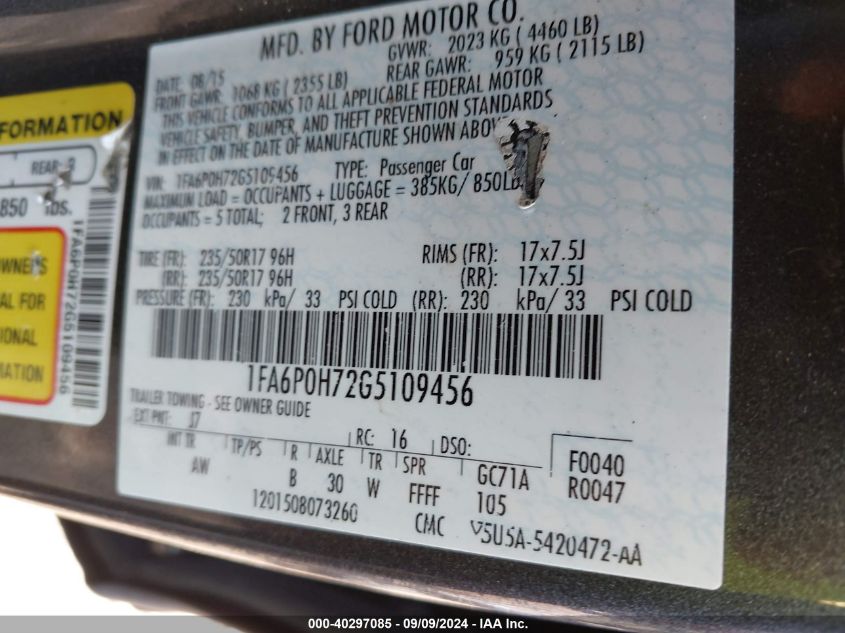 FORMATION
REAR
850 lbs.
OWNERS
AL FOR
IONAL
MATION
1FA6P0H72G5109456
MFD. BY FORD MOTOR CO.
DATE: 08/15 GVWR: 2023 KG ( 4460 LB)
FRONT GAWR: 1068 KG ( 2355 LB) REAR GAWR: 959 KG ( 2115 LB)
THIS VEHICLE CONFORMS TO ALL APPLICABLE FEDERAL MOTOR
VEHICLE SAFETY, BUMPER, AND THEFT PREVENTION STANDARDS
IN EFFECT ON THE DATE OF MANUFACTURE SHOWN ABOV
VIN: 1FA6P0H72G5109456 TYPE: Passenger Car
MAXIMUM LOAD = OCCUPANTS + LUGGAGE = 385KG/ 850LB
OCCUPANTS = 5 TOTAL; 2 FRONT, 3 REAR
TIRE (FR): 235/50R17 96H RIMS (FR): 17x7.5J
(RR): 235/50R17 96H (RR): 17x7.5J
PRESSURE (FR): 230 kPa/ 33 PSI COLD (RR): 230 kPa/ 33 PSI COLD
1FA6P0H72G5109456
TRAILER TOWING - SEE OWNER GUIDE
EXT PNT: J7 RC: 16 DSO: F0040
INT TR TP/PS R AXLE TR SPR GC71A R0047
AW B 30 W FFFF 105
1201508073260 CMC V5U5A-5420472-AA
000-40297085 - 09/09/2024 - IAA Inc.